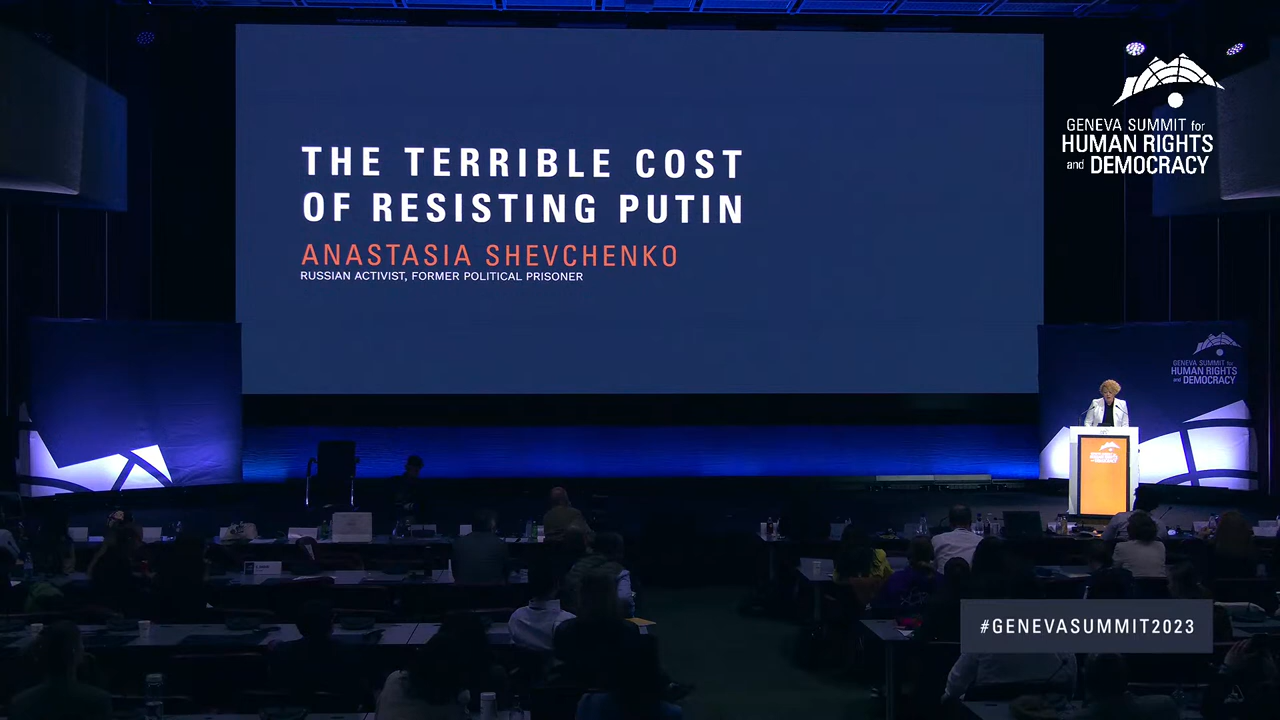 THE TERRIBLE COST
OF RESISTING PUTIN
ANASTASIA SHEVCHENKO
RUSSIAN ACTIVIST, FORMER POLITICAL PRISONER
GENEVA SUMMIT for
HUMAN RIGHTS
and DEMOCRACY
GENEVA SUMMIT for
HUMAN RIGHTS
and DEMOCRACY
#GENEVASUMMIT2023